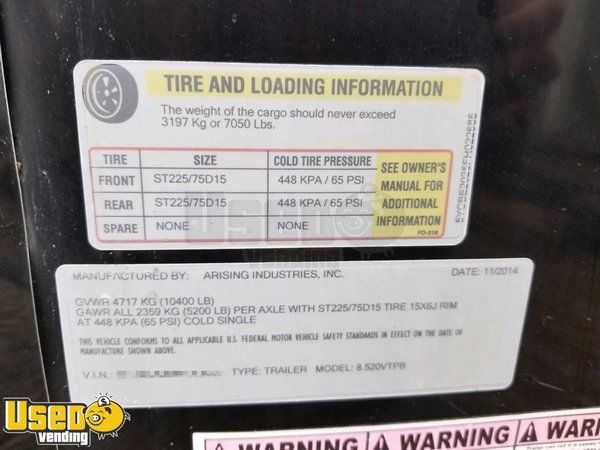 TIRE AND LOADING INFORMATION
The weight of the cargo should never exceed
3197 Kg or 7050 Lbs.
TIRE SIZE COLD TIRE PRESSURE
FRONT ST225/75D15 448 KPA / 65 PSI
REAR ST225/75D15 448 KPA / 65 PSI
SPARE NONE NONE
SEE OWNER'S
MANUAL FOR
ADDITIONAL
INFORMATION
FD-318
USED
vending
MANUFACTURED BY: ARISING INDUSTRIES, INC. DATE: 11/2014
GVWR 4717 KG (10400 LB)
GAWR ALL 2359 KG (5200 LB) PER AXLE WITH ST225/75D15 TIRE 15X6J RIM
AT 448 KPA (65 PSI) COLD SINGLE
THIS VEHICLE CONFORMS TO ALL APPLICABLE U.S. FEDERAL MOTOR VEHICLE SAFETY STANDARDS IN EFFECT ON DATE OF
MANUFACTURE SHOWN ABOVE.
V.I.N.: TYPE: TRAILER MODEL: 8.520VTPB
USED
vending
WARNING WARNING WARN